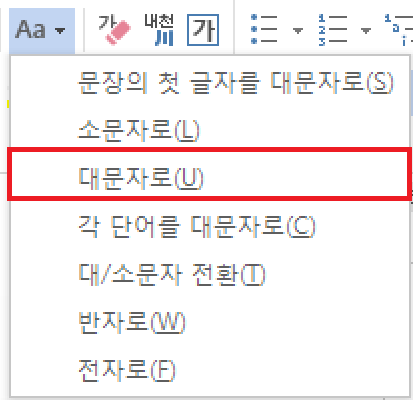 Aa 가 내천 川 가
문장의 첫 글자를 대문자로(S)
소문자로(L)
대문자로(U)
각 단어를 대문자로(C)
대/소문자 전환(T)
반자로(W)
전자로(F)